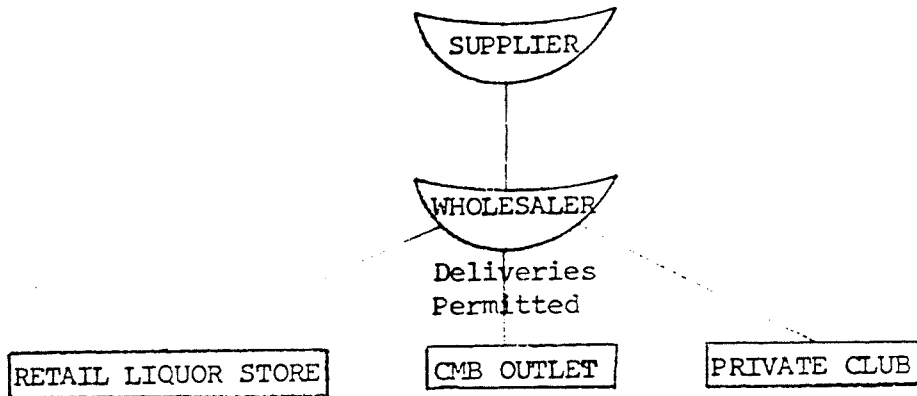 SUPPLIER
WHOLESALER
Deliveries
Permitted
RETAIL LIQUOR STORE
CMB OUTLET
PRIVATE CLUB